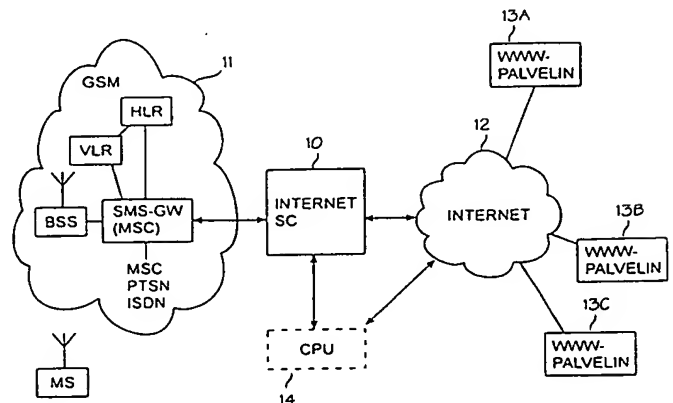 GSM
11
HLR
VLR
BSS
SMS-GW
(MSC)
MSC
PTSN
ISDN
MS
10
INTERNET
SC
CPU
14
12
INTERNET
13A
WWW-
PALVELIN
13B
WWW-
PALVELIN
13C
WWW-
PALVELIN